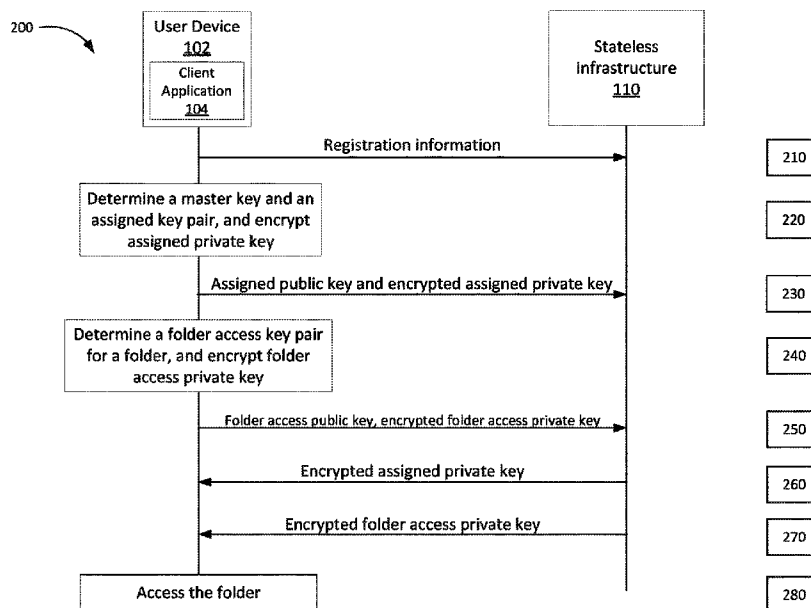 200
User Device
102
Client
Application
104
Stateless
infrastructure
110
Registration information
210
Determine a master key and an
assigned key pair, and encrypt
assigned private key
220
Assigned public key and encrypted assigned private key
230
Determine a folder access key pair
for a folder, and encrypt folder
access private key
240
Folder access public key, encrypted folder access private key
250
Encrypted assigned private key
260
Encrypted folder access private key
270
Access the folder
280